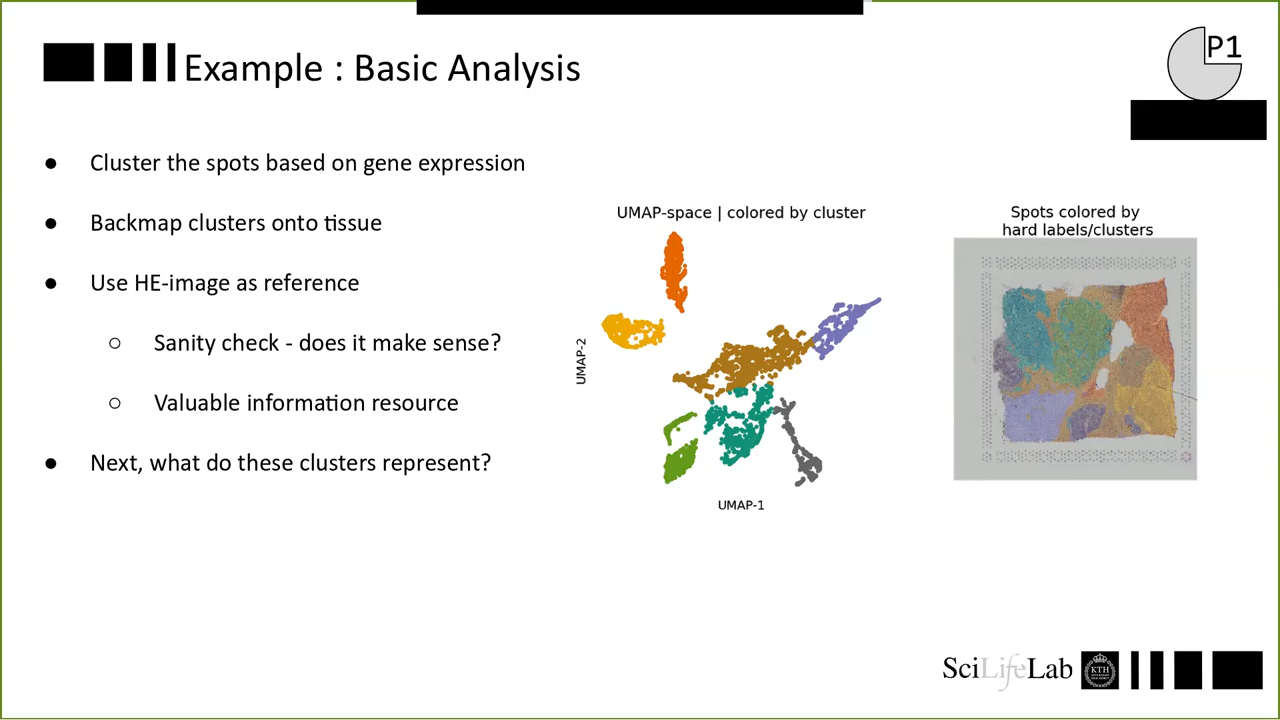 Example : Basic Analysis
P1
● Cluster the spots based on gene expression
● Backmap clusters onto tissue
● Use HE-image as reference
○ Sanity check - does it make sense?
○ Valuable information resource
● Next, what do these clusters represent?
UMAP-space | colored by cluster
UMAP-2
UMAP-1
Spots colored by
hard labels/clusters
SciLifeLab
KTH